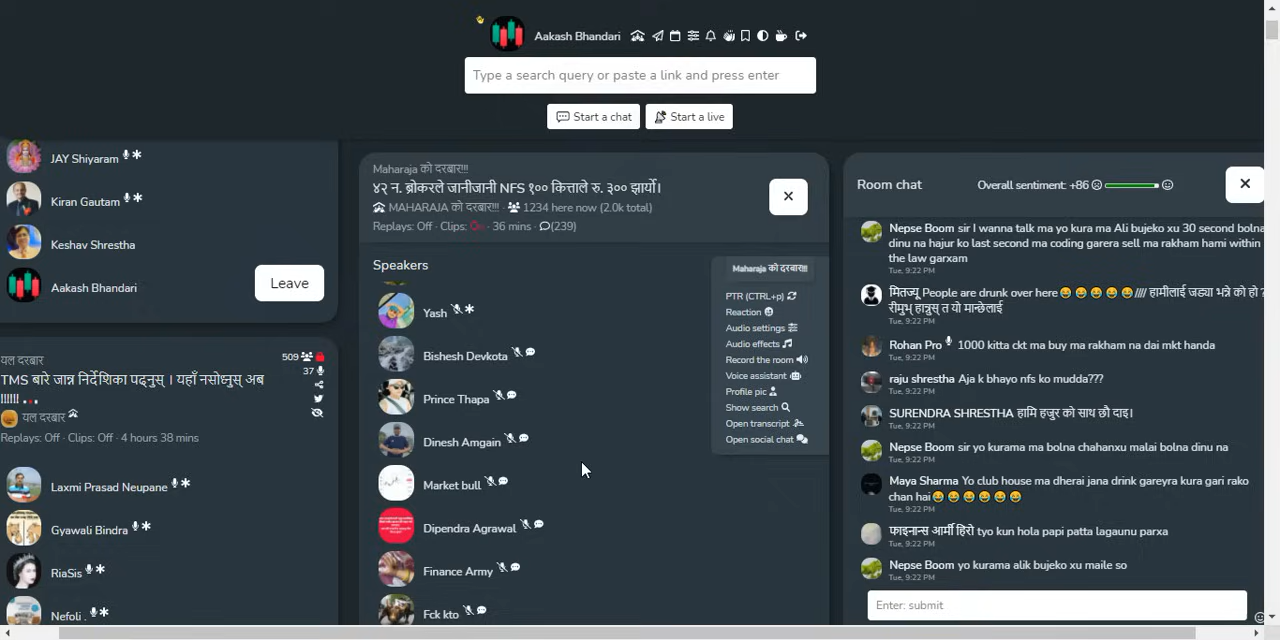 Aakash Bhandari
Type a search query or paste a link and press enter
Start a chat
Start a live
JAY Shiyaram
Kiran Gautam
Keshav Shrestha
Aakash Bhandari
Leave
यल दरबार
509
TMS बारे जान्न निर्देशिका पढ्नुस् । यहाँ नसोध्नुस् अब
37
!!!!!!
यल दरबार
Replays: Off · Clips: Off · 4 hours 38 mins
Laxmi Prasad Neupane
Gyawali Bindra
RiaSis
Nefoli .
Maharaja को दरबार!!!
४२ न. ब्रोकरले जानीजानी NFS १०० कित्ताले रु. ३०० झार्यो।
MAHARAJA को दरबार!!! · 1234 here now (2.0k total)
Replays: Off · Clips: On · 36 mins · (239)
Speakers
Yash
Bishesh Devkota
Prince Thapa
Dinesh Amgain
Market bull
Dipendra Agrawal
Finance Army
Fck kto
Maharaja को दरबार!!!
PTR (CTRL+p)
Reaction
Audio settings
Audio effects
Record the room
Voice assistant
Profile pic
Show search
Open transcript
Open social chat
Room chat
Overall sentiment: +86
Nepse Boom sir I wanna talk ma yo kura ma Ali bujeko xu 30 second bolna
dinu na hajur ko last second ma coding garera sell ma rakham hami within
the law garxam
Tue, 9:22 PM
मितज्यू People are drunk over here😂😂😂😂😂//// हामीलाई जड्या भन्ने को हो ?
रीमुभ् हान्नुस् त यो मान्छेलाई
Tue, 9:22 PM
Rohan Pro 1000 kitta ckt ma buy ma rakham na dai mkt handa
Tue, 9:22 PM
raju shrestha Aja k bhayo nfs ko mudda???
Tue, 9:22 PM
SURENDRA SHRESTHA हामि हजुर को साथ छौ दाइ।
Tue, 9:22 PM
Nepse Boom sir yo kurama ma bolna chahanxu malai bolna dinu na
Tue, 9:22 PM
Maya Sharma Yo club house ma dherai jana drink gareyra kura gari rako
chan hai😂😂😂😂😂😂
Tue, 9:22 PM
फाइनान्स आर्मी हिरो tyo kun hola papi patta lagaunu parxa
Tue, 9:22 PM
Nepse Boom yo kurama alik bujeko xu maile so
Tue, 9:22 PM
Enter: submit